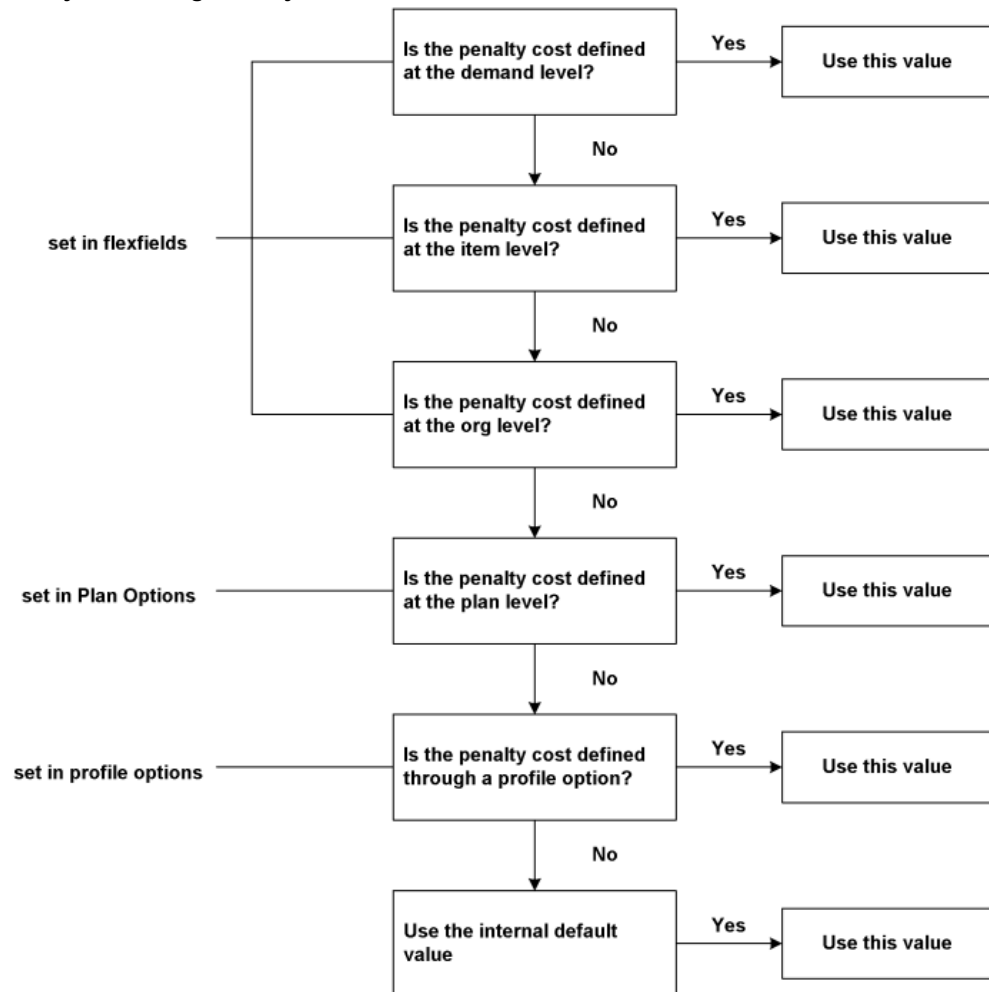 Is the penalty cost defined
at the demand level?
Yes
Use this value
No
set in flexfields
Is the penalty cost defined
at the item level?
Yes
Use this value
No
Is the penalty cost defined
at the org level?
Yes
Use this value
No
set in Plan Options
Is the penalty cost defined
at the plan level?
Yes
Use this value
No
set in profile options
Is the penalty cost defined
through a profile option?
Yes
Use this value
No
Use the internal default
value
Yes
Use this value